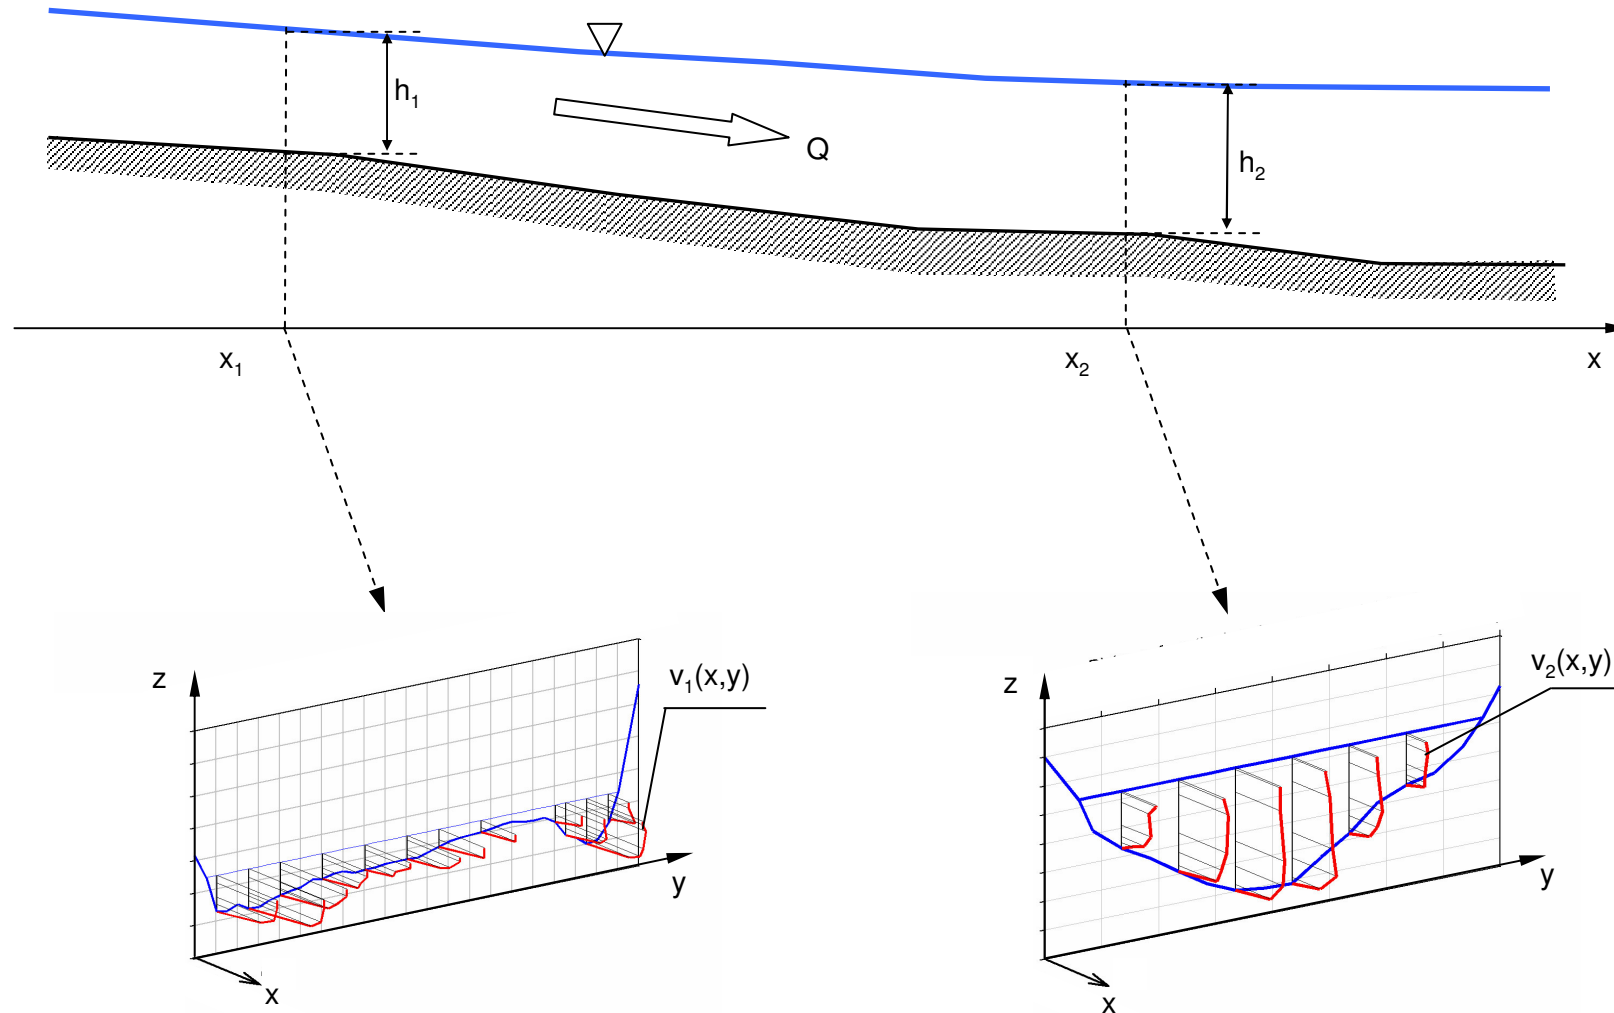 h₁
Q
h₂
x₁
x₂
x
z
v₁(x,y)
y
x
z
v₂(x,y)
y
x